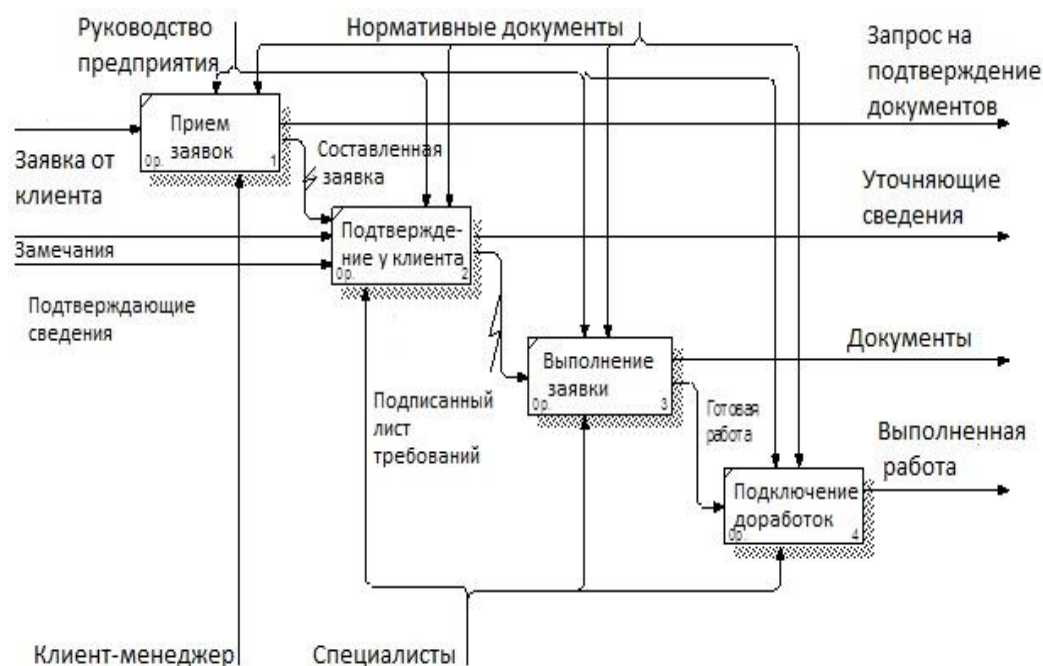 Руководство
предприятия
Нормативные документы
Запрос на
подтверждение
документов
Прием
заявок
0р. 1
Заявка от
клиента
Составленная
заявка
Уточняющие
сведения
Подтвержде-
ние у клиента
0р. 2
Замечания
Подтверждающие
сведения
Документы
Выполнение
заявки
0р. 3
Подписанный
лист
требований
Готовая
работа
Выполненная
работа
Подключение
доработок
0р. 4
Клиент-менеджер
Специалисты